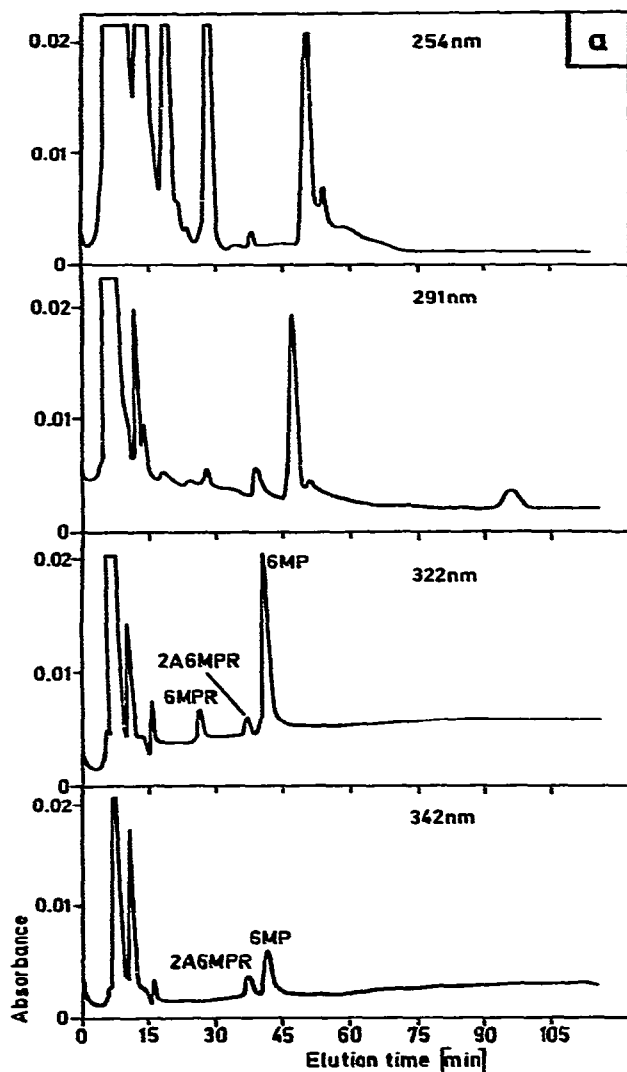 a
254nm
0.02
0.01
0
291nm
0.02
0.01
0
322nm
0.02
6MP
2A6MPR
6MPR
0.01
0
342nm
0.02
0.01
6MP
2A6MPR
0
Absorbance
0 15 30 45 60 75 90 105
Elution time [min]